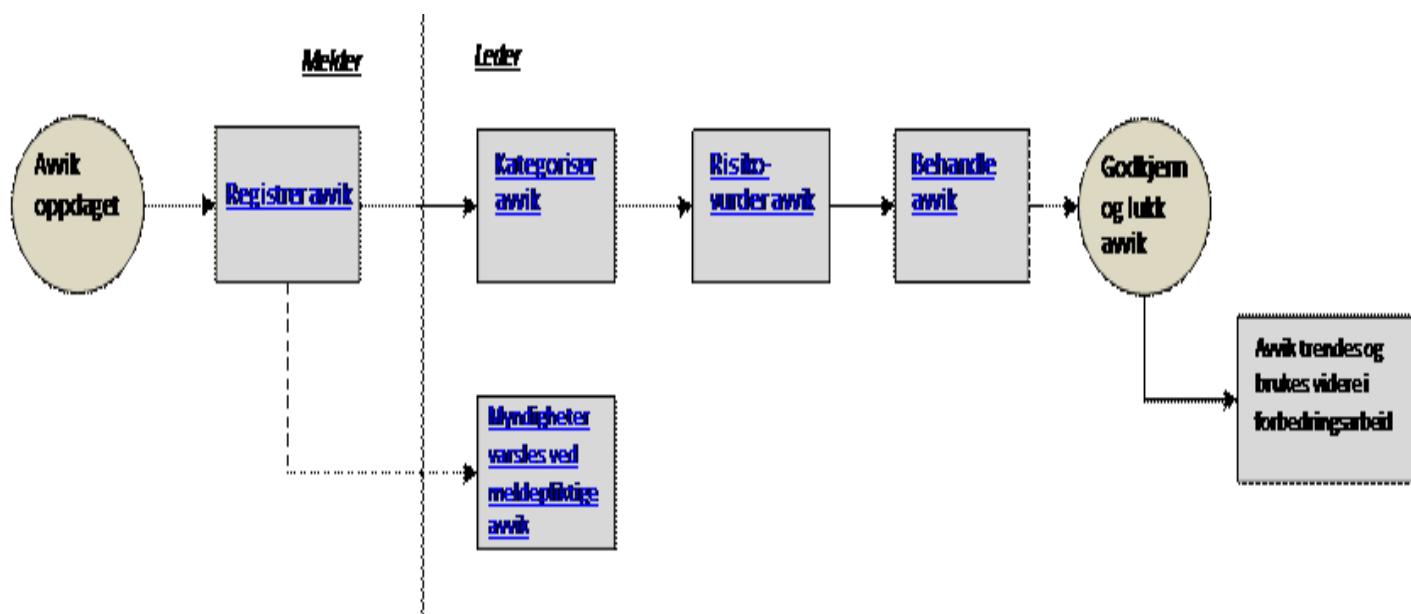 Melder
Leder
Avvik
oppdaget
Registrer avvik
Kategoriser
avvik
Risiko-
vurder avvik
Behandle
avvik
Godkjenn
og lukk
avvik
Myndigheter
varsles ved
meldepliktige
avvik
Avvik trendes og
brukes videre i
forbedringsarbeid